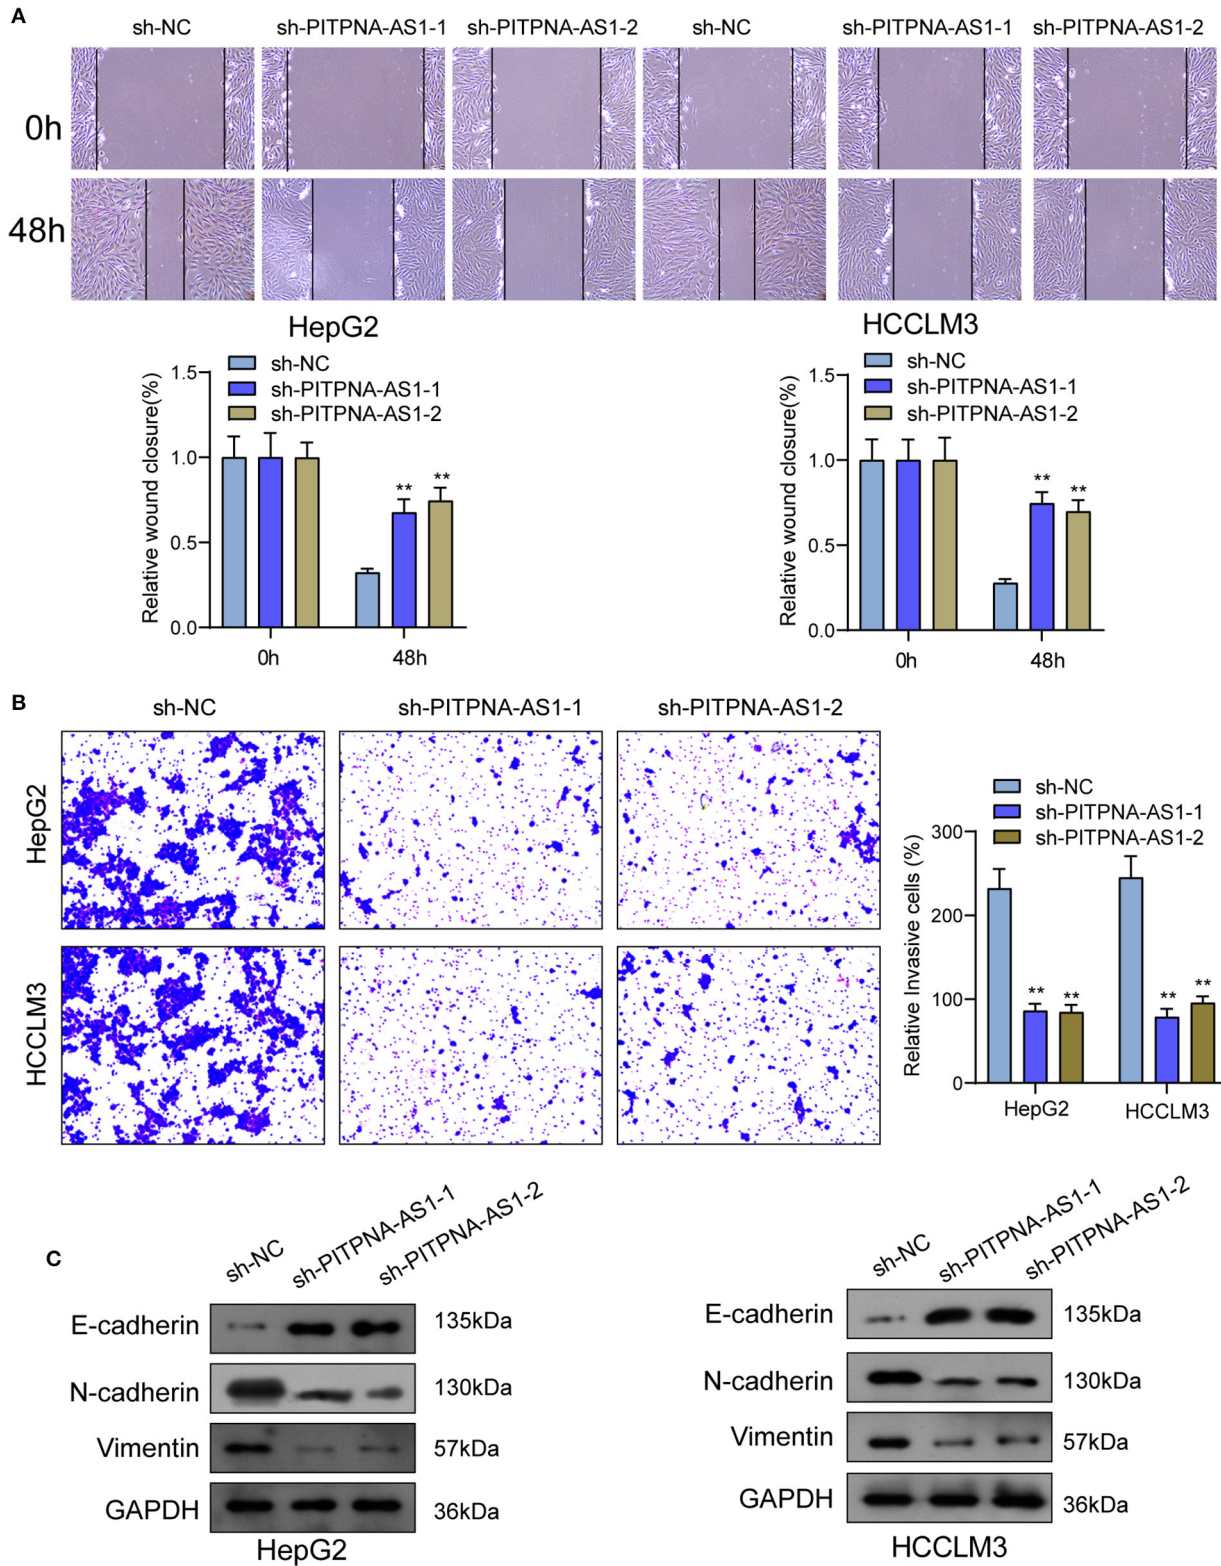 A
sh-NC sh-PITPNA-AS1-1 sh-PITPNA-AS1-2 sh-NC sh-PITPNA-AS1-1 sh-PITPNA-AS1-2
0h
48h
HepG2
sh-NC
sh-PITPNA-AS1-1
sh-PITPNA-AS1-2
Relative wound closure(%)
1.5
1.0
0.5
0.0
** **
0h 48h
HCCLM3
sh-NC
sh-PITPNA-AS1-1
sh-PITPNA-AS1-2
Relative wound closure(%)
1.5
1.0
0.5
0.0
** **
0h 48h
B
sh-NC sh-PITPNA-AS1-1 sh-PITPNA-AS1-2
HepG2
HCCLM3
sh-NC
sh-PITPNA-AS1-1
sh-PITPNA-AS1-2
Relative Invasive cells (%)
300
200
100
0
** ** ** **
HepG2 HCCLM3
C
sh-NC sh-PITPNA-AS1-1 sh-PITPNA-AS1-2
E-cadherin 135kDa
N-cadherin 130kDa
Vimentin 57kDa
GAPDH 36kDa
HepG2
sh-NC sh-PITPNA-AS1-1 sh-PITPNA-AS1-2
E-cadherin 135kDa
N-cadherin 130kDa
Vimentin 57kDa
GAPDH 36kDa
HCCLM3